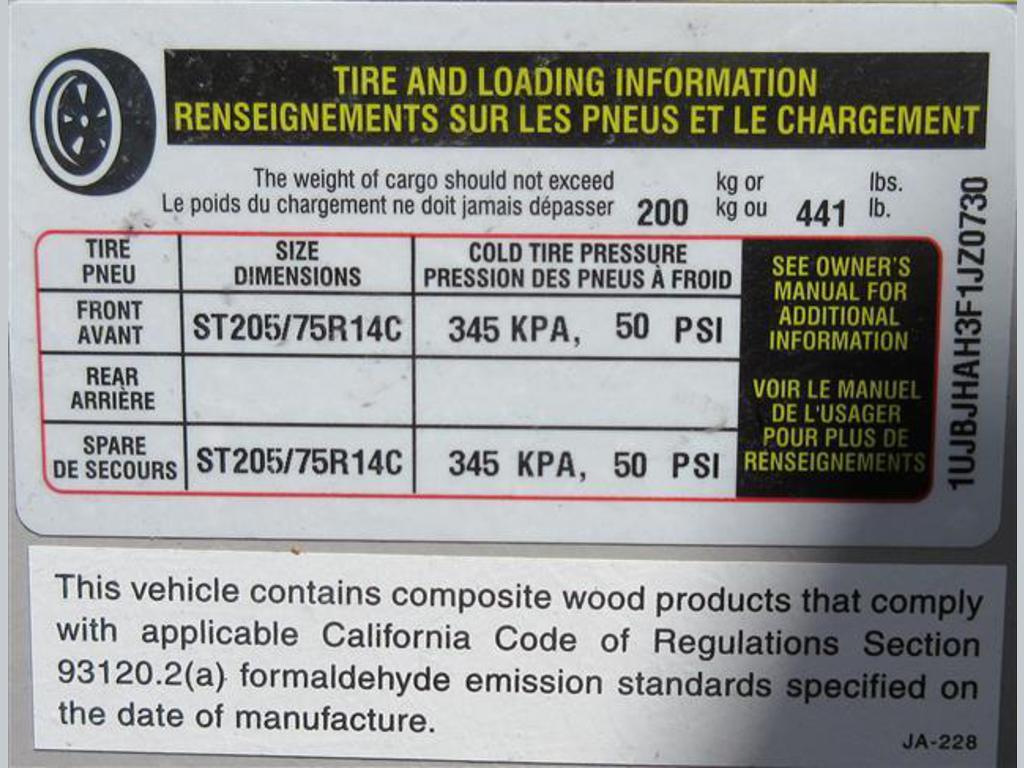 TIRE AND LOADING INFORMATION
RENSEIGNEMENTS SUR LES PNEUS ET LE CHARGEMENT
The weight of cargo should not exceed kg or lbs.
Le poids du chargement ne doit jamais dépasser 200 kg ou 441 lb.
TIRE SIZE COLD TIRE PRESSURE
PNEU DIMENSIONS PRESSION DES PNEUS À FROID
FRONT
AVANT
ST205/75R14C 345 KPA, 50 PSI
REAR
ARRIÈRE
SPARE
DE SECOURS
ST205/75R14C 345 KPA, 50 PSI
SEE OWNER'S
MANUAL FOR
ADDITIONAL
INFORMATION
VOIR LE MANUEL
DE L'USAGER
POUR PLUS DE
RENSEIGNEMENTS
1UJBJHAH3F1JZ0730
This vehicle contains composite wood products that comply
with applicable California Code of Regulations Section
93120.2(a) formaldehyde emission standards specified on
the date of manufacture.
JA-228